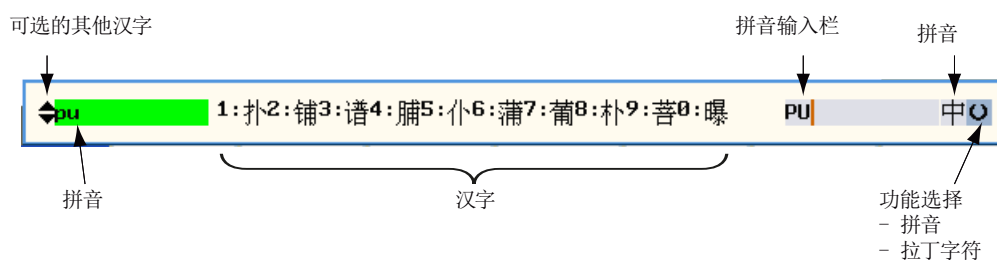 可选的其他汉字
拼音输入栏
拼音
pu 1:扑2:铺3:谱4:脯5:仆6:蒲7:葡8:朴9:菩0:曝 PU 中
拼音
汉字
功能选择
- 拼音
- 拉丁字符